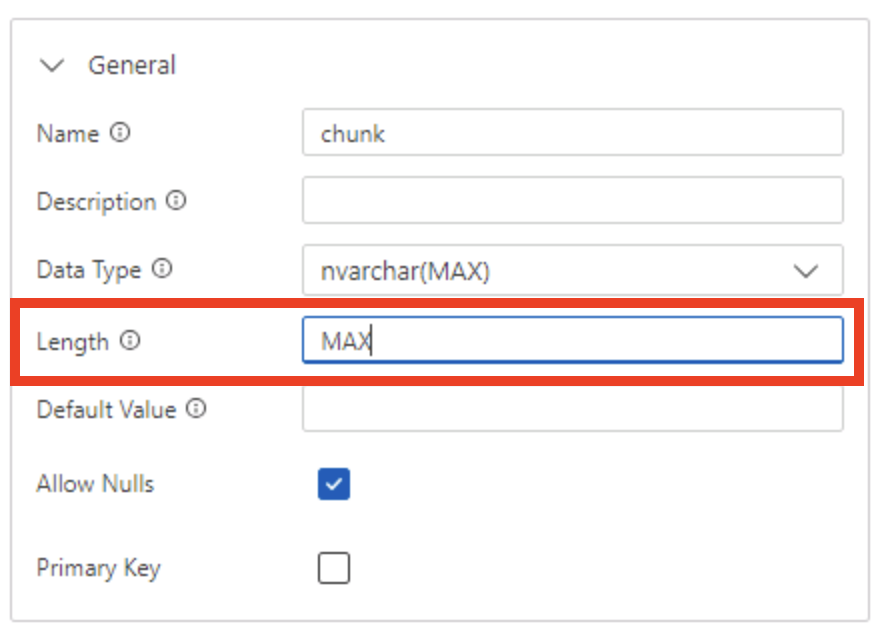 General
Name
chunk
Description
Data Type
nvarchar(MAX)
Length
MAX
Default Value
Allow Nulls
Primary Key